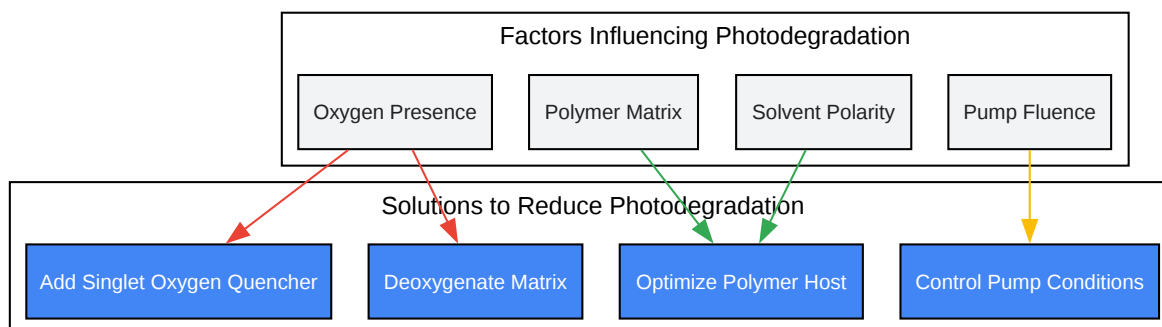 Factors Influencing Photodegradation
Oxygen Presence
Polymer Matrix
Solvent Polarity
Pump Fluence
Solutions to Reduce Photodegradation
Add Singlet Oxygen Quencher
Deoxygenate Matrix
Optimize Polymer Host
Control Pump Conditions